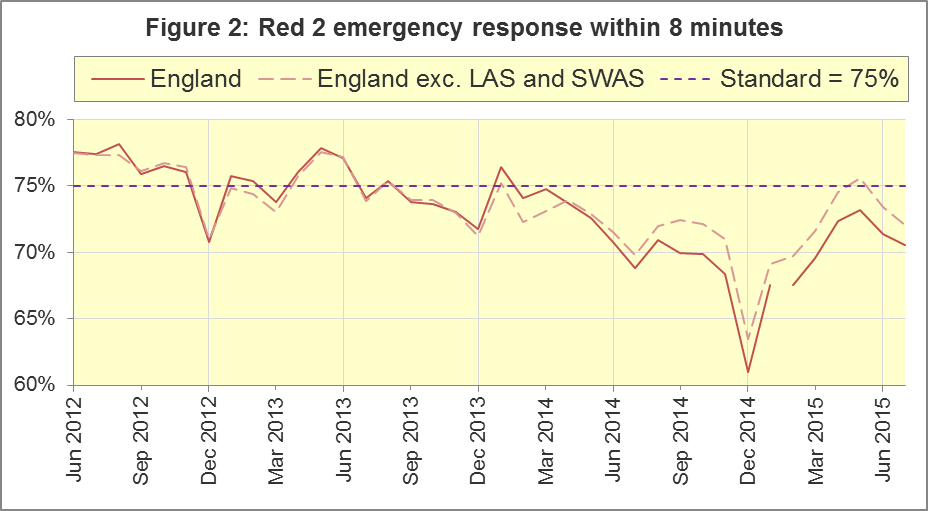 Figure 2: Red 2 emergency response within 8 minutes
England England exc. LAS and SWAS Standard = 75%
80%
75%
70%
65%
60%
Jun 2012
Sep 2012
Dec 2012
Mar 2013
Jun 2013
Sep 2013
Dec 2013
Mar 2014
Jun 2014
Sep 2014
Dec 2014
Mar 2015
Jun 2015